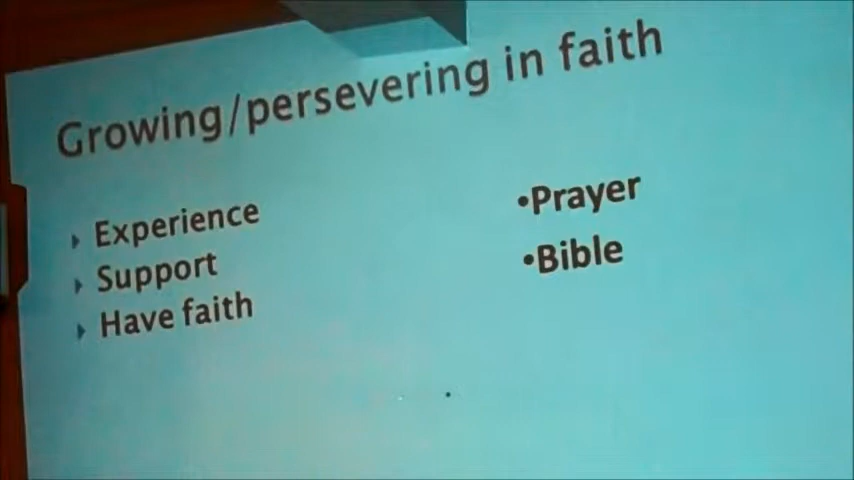 Growing/persevering in faith
Experience
Support
Have faith
•Prayer
•Bible